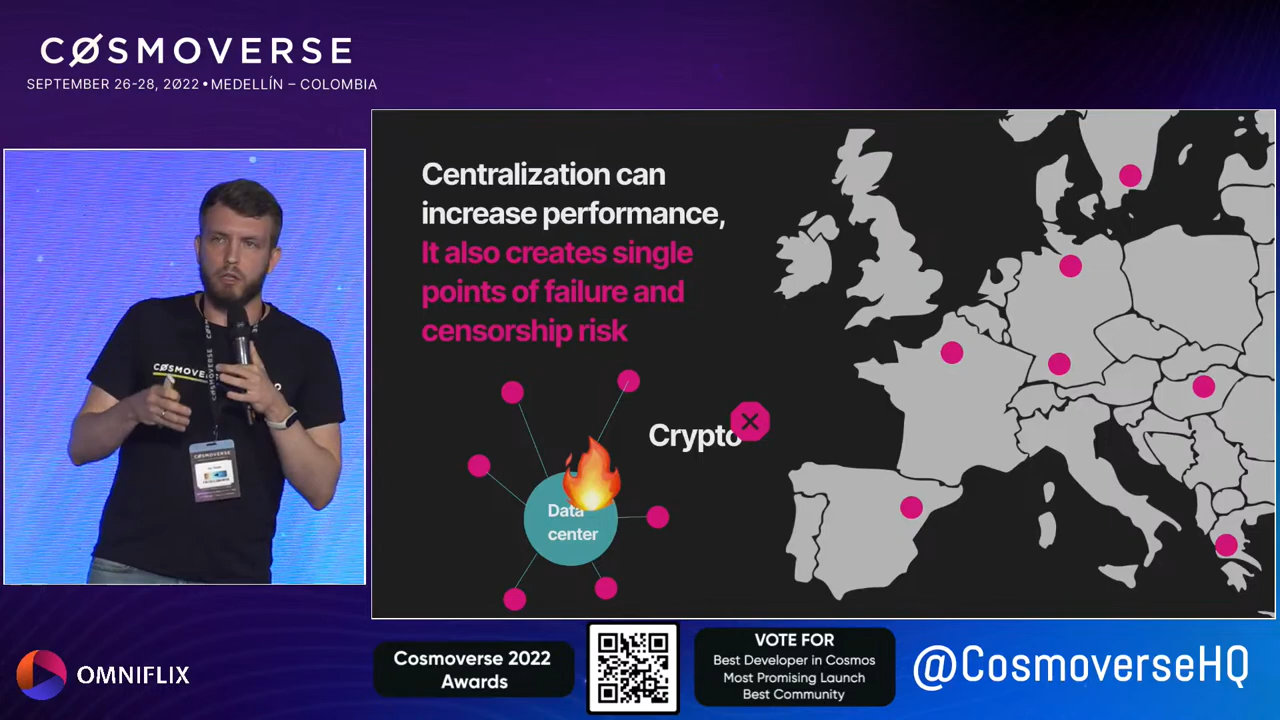 CØSMOVERSE
SEPTEMBER 26-28, 2022 • MEDELLÍN – COLOMBIA
Centralization can
increase performance,
It also creates single
points of failure and
censorship risk
Crypto
Data
center
COSMOVE
COSMOVERSE
OMNIFLIX
Cosmoverse 2022
Awards
VOTE FOR
Best Developer in Cosmos
Most Promising Launch
Best Community
@CosmoverseHQ